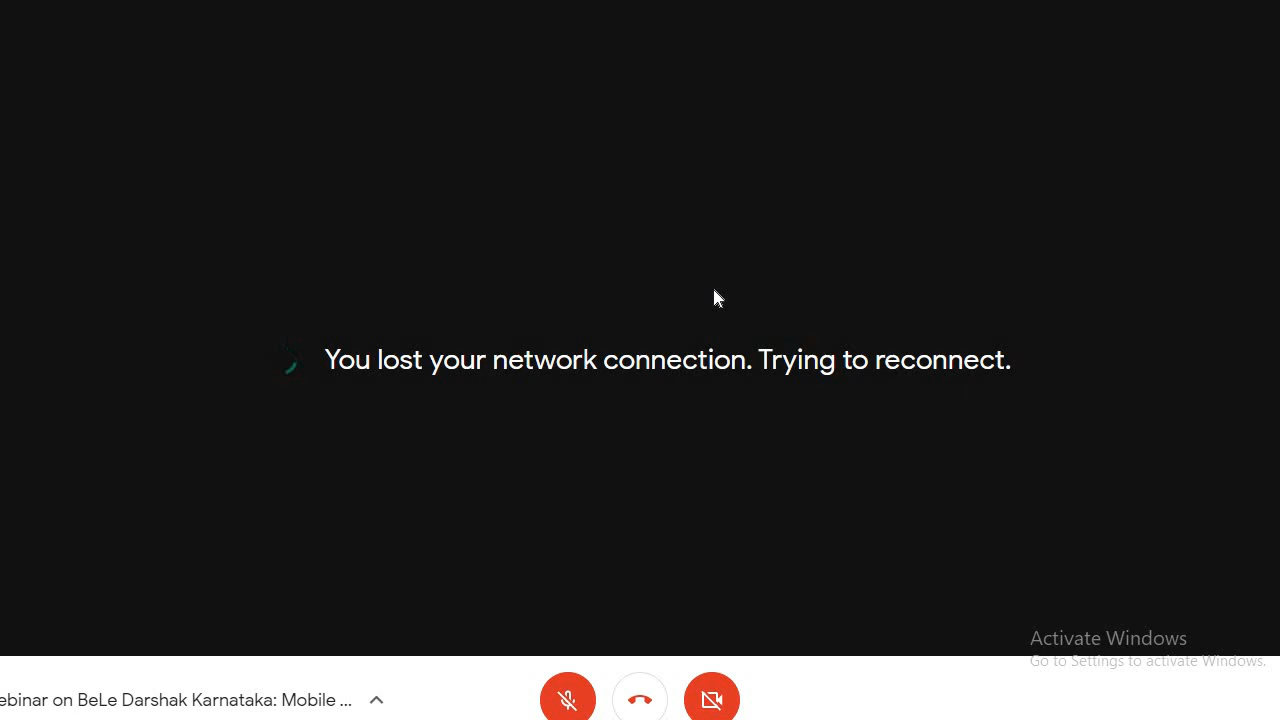 You lost your network connection. Trying to reconnect.
Activate Windows
Go to Settings to activate Windows.
ebinar on BeLe Darshak Karnataka: Mobile ...